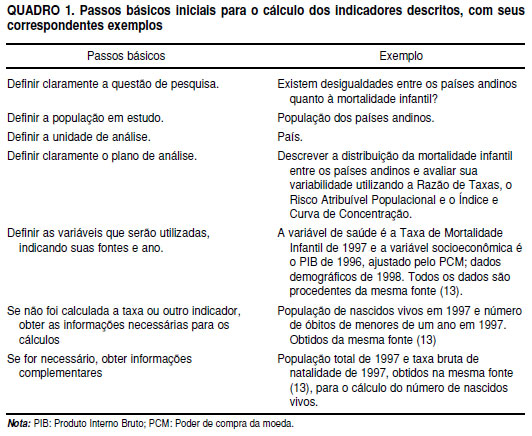 QUADRO 1. Passos básicos iniciais para o cálculo dos indicadores descritos, com seus
correspondentes exemplos
Passos básicos
Exemplo
Definir claramente a questão de pesquisa.
Existem desigualdades entre os países andinos
quanto à mortalidade infantil?
Definir a população em estudo.
População dos países andinos.
Definir a unidade de análise.
País.
Definir claramente o plano de análise.
Descrever a distribuição da mortalidade infantil
entre os países andinos e avaliar sua
variabilidade utilizando a Razão de Taxas, o
Risco Atribuível Populacional e o Índice e
Curva de Concentração.
Definir as variáveis que serão utilizadas,
indicando suas fontes e ano.
A variável de saúde é a Taxa de Mortalidade
Infantil de 1997 e a variável socioeconômica é
o PIB de 1996, ajustado pelo PCM; dados
demográficos de 1998. Todos os dados são
procedentes da mesma fonte (13).
Se não foi calculada a taxa ou outro indicador,
obter as informações necessárias para os
cálculos
População de nascidos vivos em 1997 e número
de óbitos de menores de um ano em 1997.
Obtidos da mesma fonte (13)
Se for necessário, obter informações
complementares
População total de 1997 e taxa bruta de
natalidade de 1997, obtidos na mesma fonte
(13), para o cálculo do número de nascidos
vivos.
Nota: PIB: Produto Interno Bruto; PCM: Poder de compra da moeda.